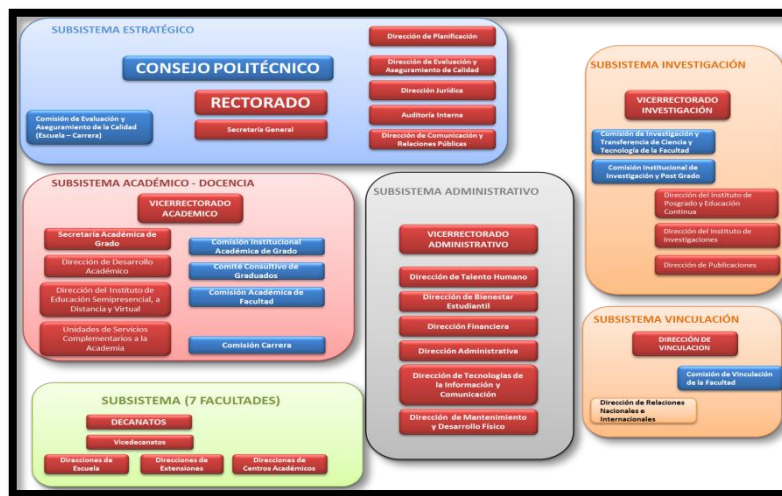 SUBSISTEMA ESTRATÉGICO
CONSEJO POLITÉCNICO
RECTORADO
Secretaría General
Comisión de Evaluación y
Aseguramiento de la Calidad
(Escuela – Carrera)
Dirección de Planificación
Dirección de Evaluación y
Aseguramiento de Calidad
Dirección Jurídica
Auditoría Interna
Dirección de Comunicación y
Relaciones Públicas
SUBSISTEMA INVESTIGACIÓN
VICERRECTORADO
INVESTIGACIÓN
Comisión de Investigación y
Transferencia de Ciencia y
Tecnología de la Facultad
Comisión Institucional de
Investigación y Post Grado
Dirección del Instituto de
Posgrado y Educación
Continua
Dirección del Instituto de
Investigaciones
Dirección de Publicaciones
SUBSISTEMA ACADÉMICO - DOCENCIA
VICERRECTORADO
ACADEMICO
Secretaría Académica de
Grado
Dirección de Desarrollo
Académico
Dirección del Instituto de
Educación Semipresencial, a
Distancia y Virtual
Unidades de Servicios
Complementarios a la
Academia
Comisión Institucional
Académica de Grado
Comité Consultivo de
Graduados
Comisión Académica de
Facultad
Comisión Carrera
SUBSISTEMA ADMINISTRATIVO
VICERRECTORADO
ADMINISTRATIVO
Dirección de Talento Humano
Dirección de Bienestar
Estudiantil
Dirección Financiera
Dirección Administrativa
Dirección de Tecnologías de
la Información y
Comunicación
Dirección de Mantenimiento
y Desarrollo Físico
SUBSISTEMA VINCULACIÓN
DIRECCIÓN DE
VINCULACION
Comisión de Vinculación
de la Facultad
Dirección de Relaciones
Nacionales e
Internacionales
SUBSISTEMA (7 FACULTADES)
DECANATOS
Vicedecanatos
Direcciones de
Escuela
Direcciones de
Extensiones
Direcciones de
Centros Académicos